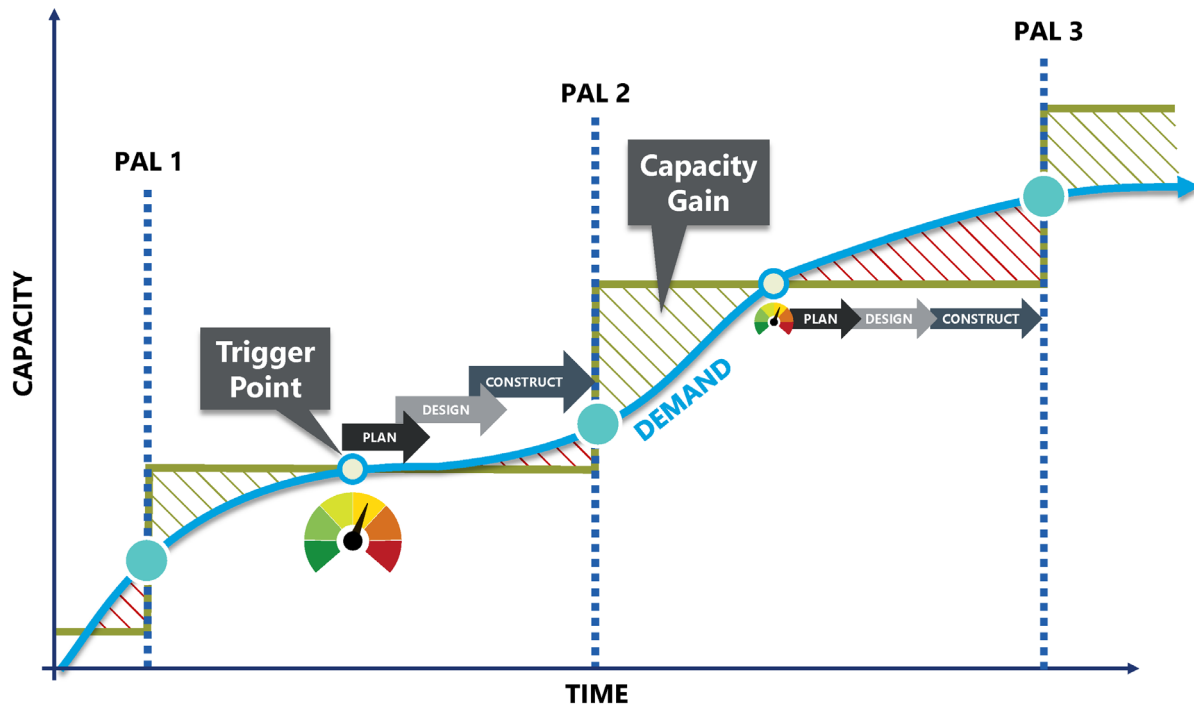 PAL 3
PAL 2
PAL 1
Capacity
Gain
CAPACITY
Trigger
Point
PLAN
DESIGN
CONSTRUCT
DEMAND
PLAN
DESIGN
CONSTRUCT
TIME